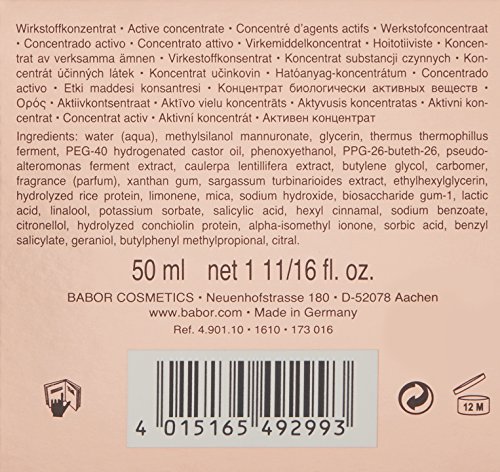 Wirkstoffkonzentrat • Active concentrate • Concentré d'agents actifs • Werkstofconcentraat
• Concentrado activo • Concentrato attivo • Virkemiddelkoncentrat • Hoitotiiviste • Koncen-
trat av verksamma ämnen • Virkestoffkonsentrat • Koncentrat substancji czynnych • Kon-
centrát účinných látek • Koncentrat učinkovin • Hatóanyag-koncentrátum • Concentrado
activo • Etki maddesi konsantresi • Концентрат биологически активных веществ •
Ορός • Aktiivkontsentraat • Aktīvo vielu koncentrāts • Aktyvusis koncentratas • Aktivni kon-
centrat • Concentrat activ • Aktivní koncentrát • Активен концентрат
Ingredients: water (aqua), methylsilanol mannuronate, glycerin, thermus thermophillus
ferment, PEG-40 hydrogenated castor oil, phenoxyethanol, PPG-26-buteth-26, pseudo-
alteromonas ferment extract, caulerpa lentillifera extract, butylene glycol, carbomer,
fragrance (parfum), xanthan gum, sargassum turbinarioides extract, ethylhexylglycerin,
hydrolyzed rice protein, limonene, mica, sodium hydroxide, biosaccharide gum-1, lactic
acid, linalool, potassium sorbate, salicylic acid, hexyl cinnamal, sodium benzoate,
citronellol, hydrolyzed conchiolin protein, alpha-isomethyl ionone, sorbic acid, benzyl
salicylate, geraniol, butylphenyl methylpropional, citral.
50 ml net 1 11/16 fl. oz.
BABOR COSMETICS • Neuenhofstrasse 180 • D-52078 Aachen
www.babor.com • Made in Germany
Ref. 4.901.10 • 1610 • 173 016
4 015165 492993
12 M